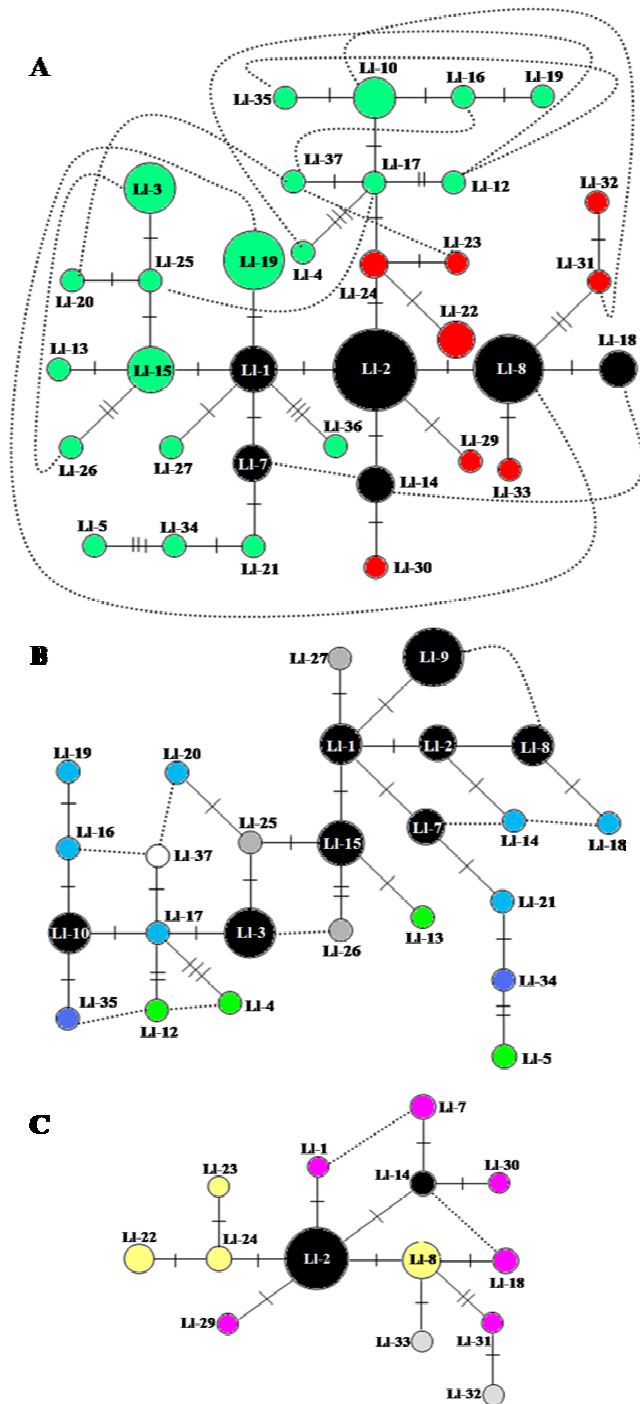 A
Ll-10
Ll-16
Ll-19
Ll-35
Ll-37
Ll-17
Ll-12
Ll-32
Ll-3
Ll-23
Ll-31
Ll-4
Ll-25
Ll-19
Ll-20
Ll-24
Ll-22
Ll-18
Ll-13
Ll-15
Ll-1
Ll-2
Ll-8
Ll-36
Ll-26
Ll-27
Ll-7
Ll-29
Ll-33
Ll-14
Ll-5
Ll-34
Ll-21
Ll-30
B
Ll-27
Ll-9
Ll-19
Ll-20
Ll-1
Ll-2
Ll-8
Ll-16
Ll-25
Ll-15
Ll-7
Ll-14
Ll-18
Ll-37
Ll-10
Ll-17
Ll-3
Ll-13
Ll-21
Ll-26
Ll-35
Ll-12
Ll-4
Ll-34
Ll-5
C
Ll-7
Ll-1
Ll-14
Ll-30
Ll-23
Ll-22
Ll-24
Ll-2
Ll-8
Ll-18
Ll-29
Ll-33
Ll-31
Ll-32